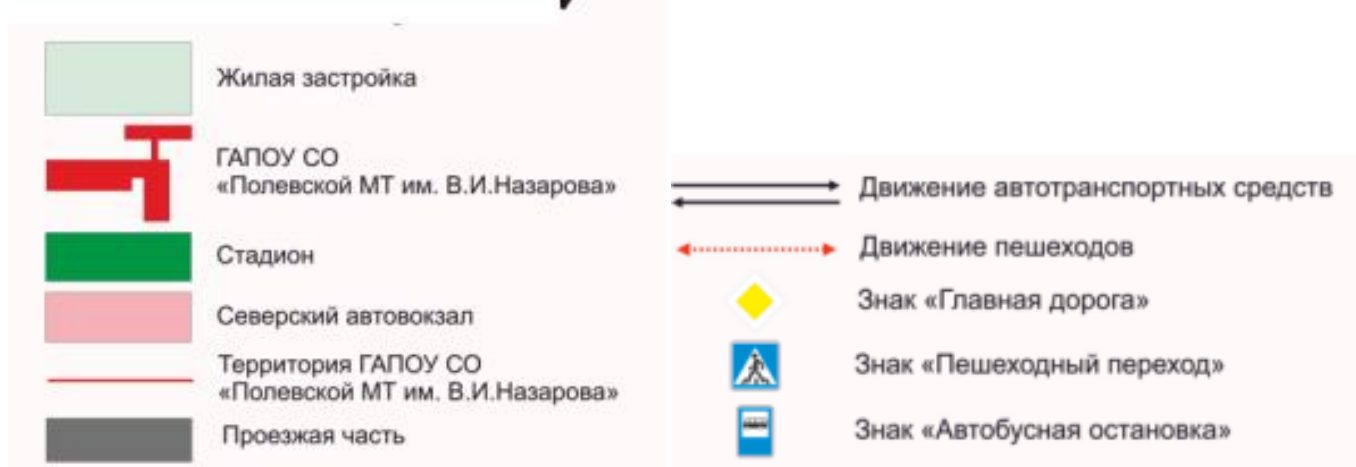 Жилая застройка
ГАПОУ СО
«Полевской МТ им. В.И.Назарова»
Стадион
Северский автовокзал
Территория ГАПОУ СО
«Полевской МТ им. В.И.Назарова»
Проезжая часть
Движение автотранспортных средств
Движение пешеходов
Знак «Главная дорога»
Знак «Пешеходный переход»
Знак «Автобусная остановка»